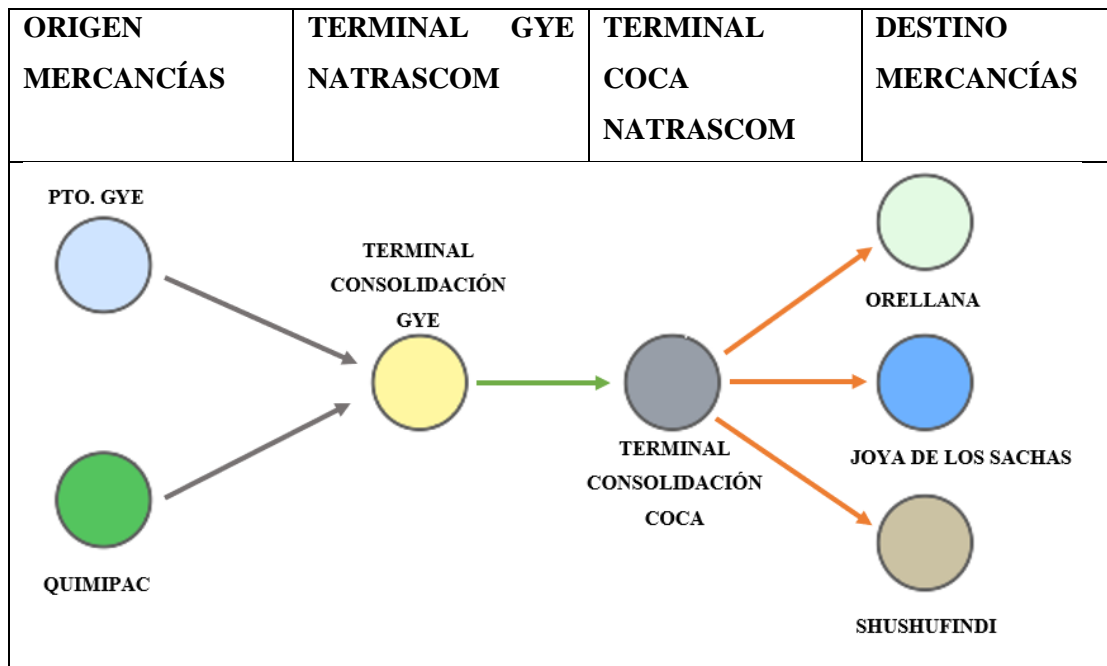 ORIGEN
MERCANCÍAS
TERMINAL GYE
NATRASCOM
TERMINAL
COCA
NATRASCOM
DESTINO
MERCANCÍAS
PTO. GYE
QUIMIPAC
TERMINAL
CONSOLIDACIÓN
GYE
TERMINAL
CONSOLIDACIÓN
COCA
ORELLANA
JOYA DE LOS SACHAS
SHUSHUFINDI